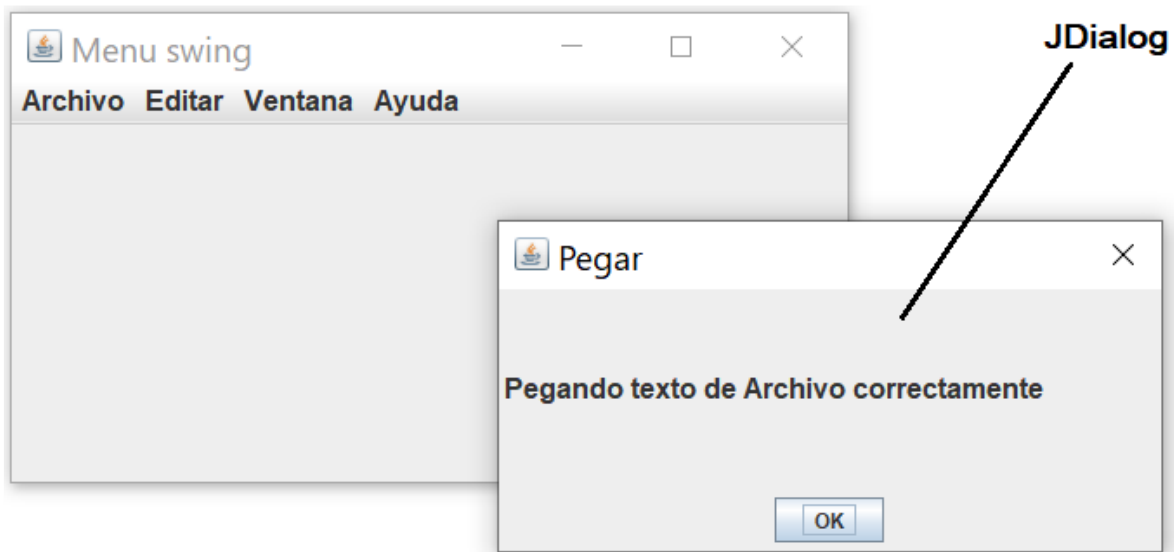 Menu swing
JDialog
Archivo Editar Ventana Ayuda
Pegar
Pegando texto de Archivo correctamente
OK